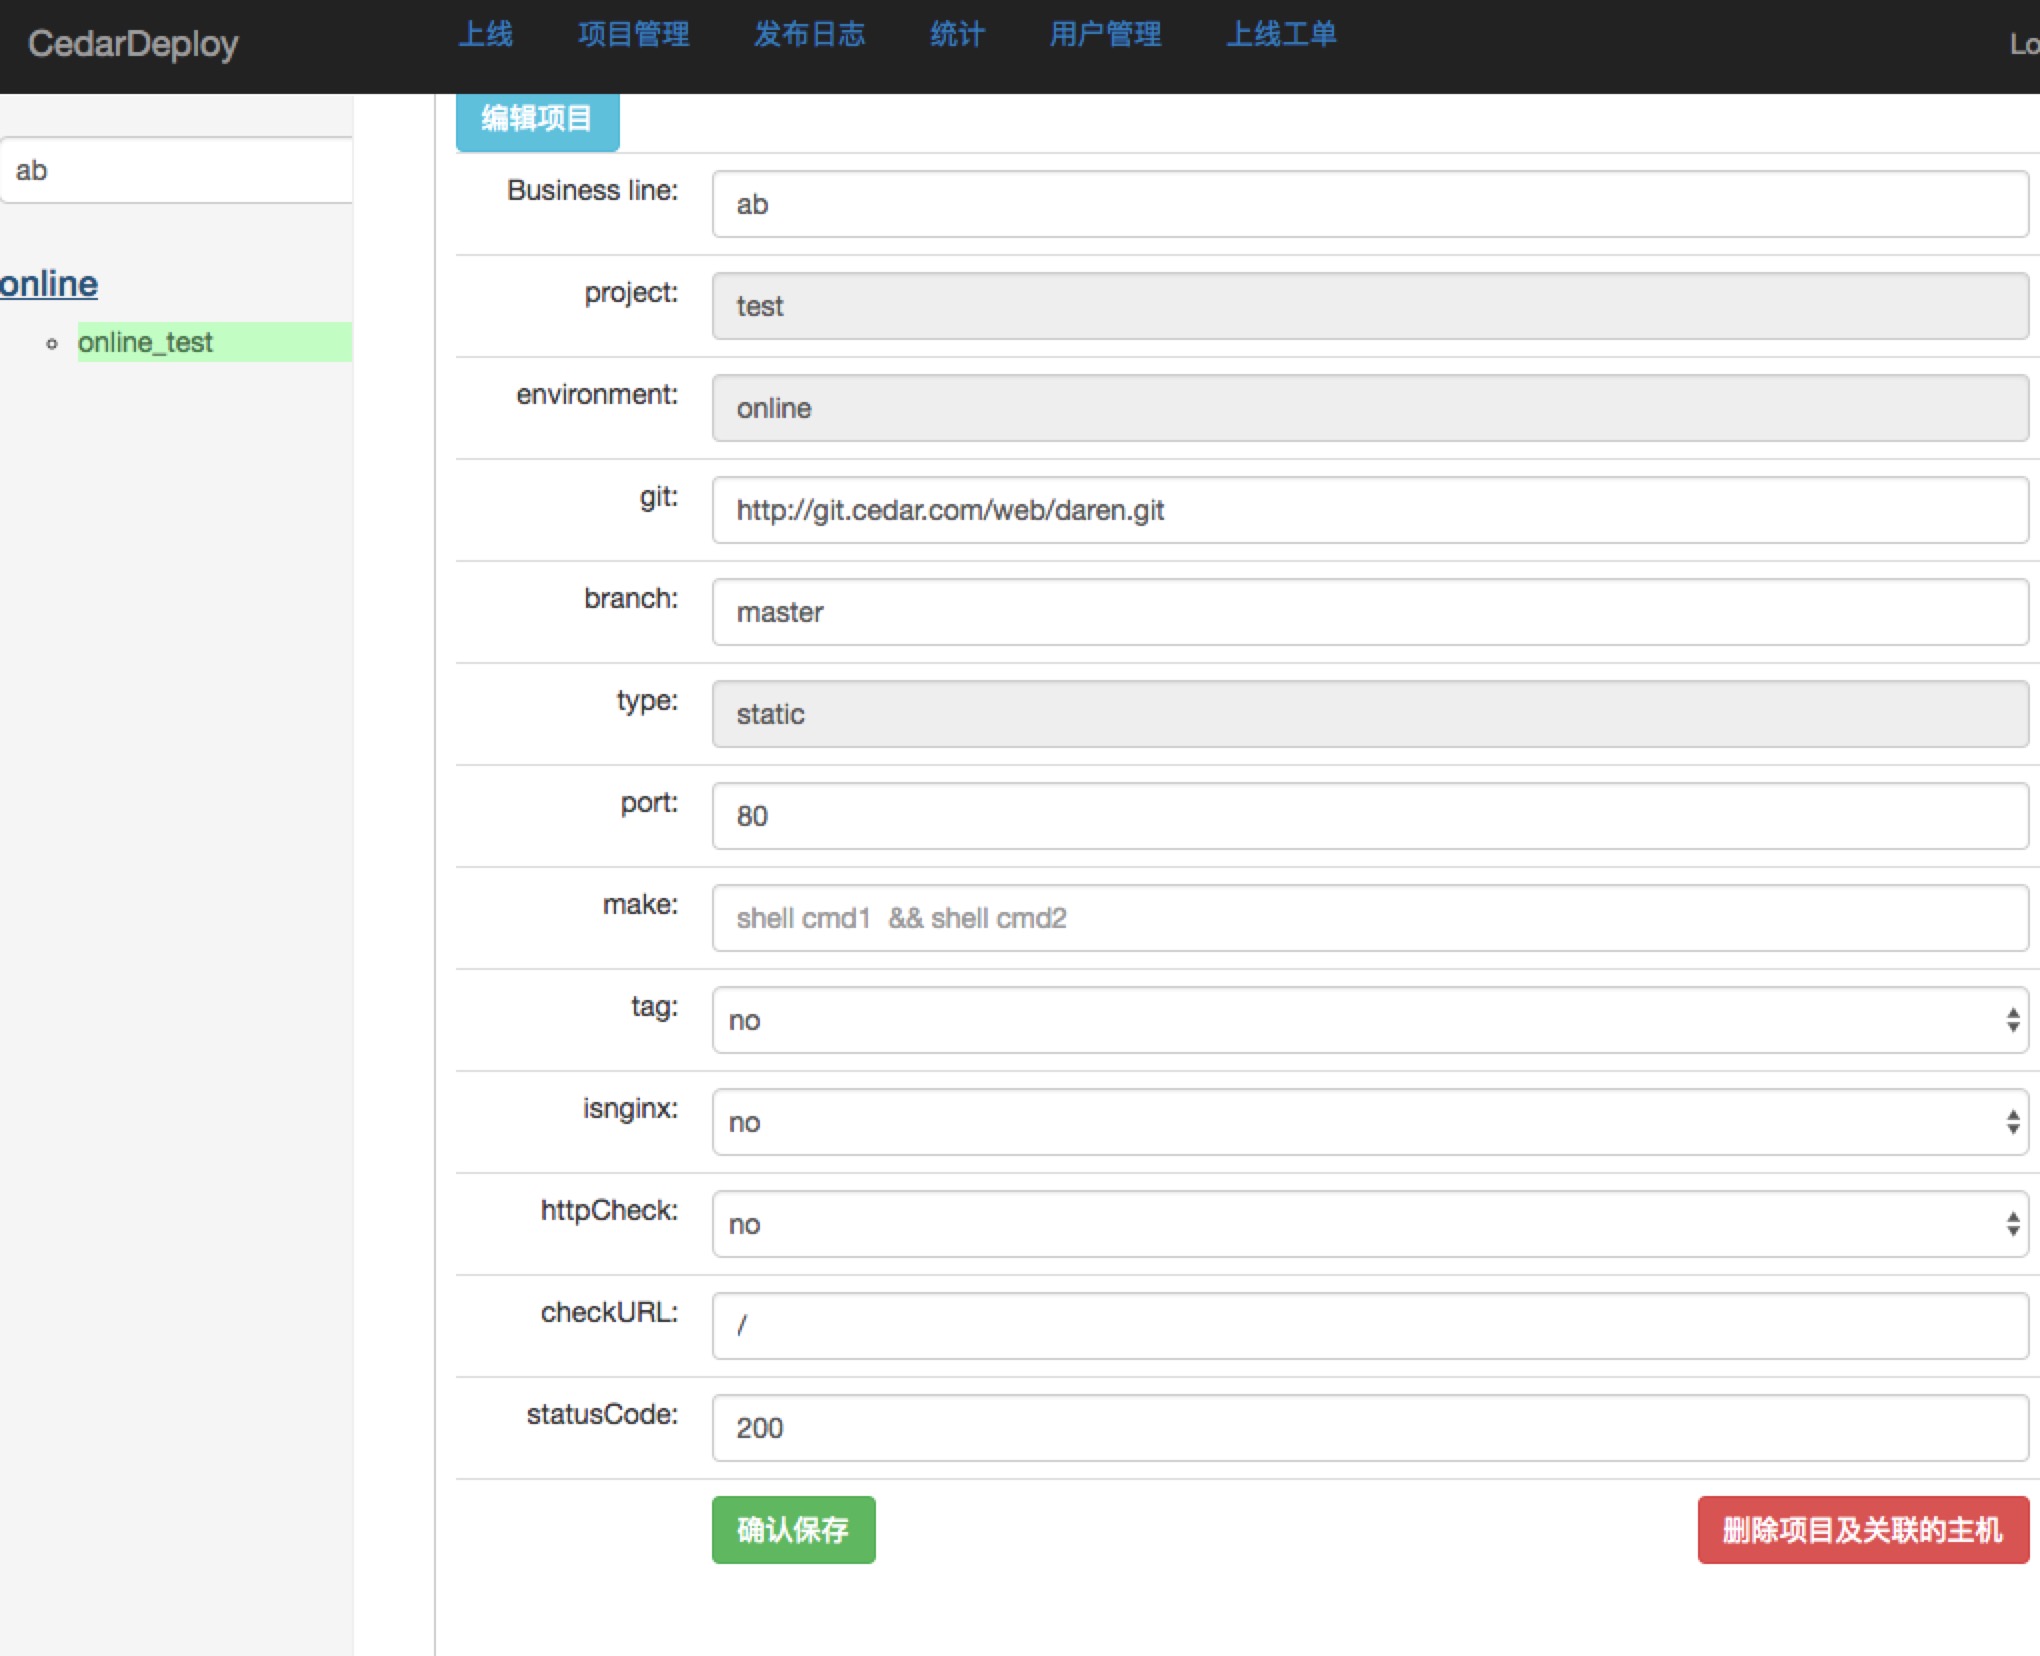 CedarDeploy 上线 项目管理 发布日志 统计 用户管理 上线工单 Lo
编辑项目
ab
online
online_test
Business line: ab
project: test
environment: online
git: http://git.cedar.com/web/daren.git
branch: master
type: static
port: 80
make: shell cmd1 && shell cmd2
tag: no
isnginx: no
httpCheck: no
checkURL: /
statusCode: 200
确认保存 删除项目及关联的主机